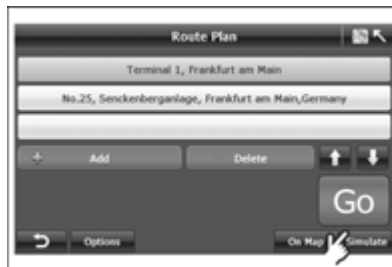 Route Plan
Terminal 1, Frankfurt am Main
No.25, Senckenberganlage, Frankfurt am Main,Germany
Add Delete
Go
Options On Map Simulate